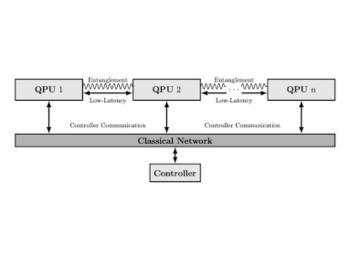 Entanglement
Entanglement
QPU 1
QPU 2
...
QPU n
Low-Latency
Low-Latency
Controller Communication
Controller Communication
Classical Network
Controller